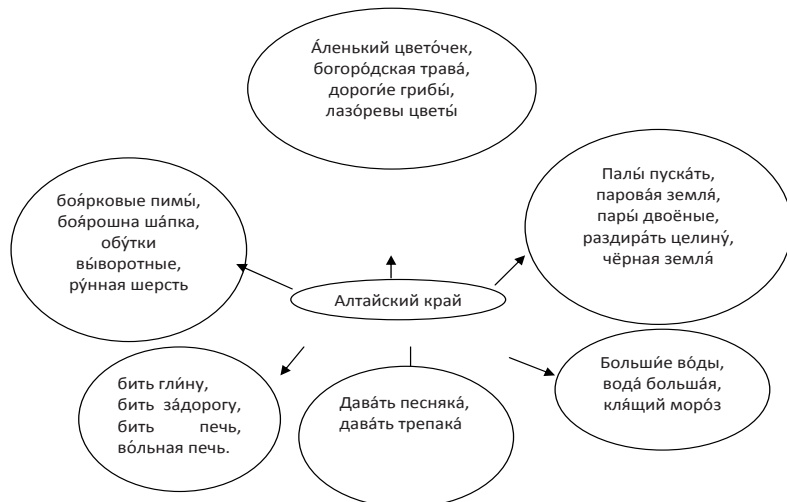 А́ленький цвето́чек,
богоро́дская трава́,
дороги́е грибы́,
лазо́ревы цветы́
Палы́ пуска́ть,
парова́я земля́,
пары́ двоёные,
раздира́ть целину́,
чёрная земля́
боя́рковые пимы́,
боя́рошна ша́пка,
обу́тки
вы́воротные,
ру́нная шерсть
Алтайский край
Больши́е во́ды,
вода́ больша́я,
кля́щий моро́з
бить гли́ну,
бить за́дорогу,
бить печь,
во́льная печь.
Дава́ть песняка́,
дава́ть трепака́